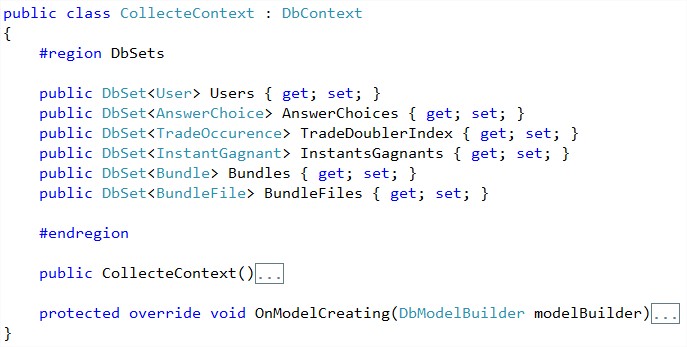 public class CollecteContext : DbContext
{
#region DbSets
public DbSet<User> Users { get; set; }
public DbSet<AnswerChoice> AnswerChoices { get; set; }
public DbSet<TradeOccurence> TradeDoublerIndex { get; set; }
public DbSet<InstantGagnant> InstantsGagnants { get; set; }
public DbSet<Bundle> Bundles { get; set; }
public DbSet<BundleFile> BundleFiles { get; set; }
#endregion
public CollecteContext()...
protected override void OnModelCreating(DbModelBuilder modelBuilder)...
}